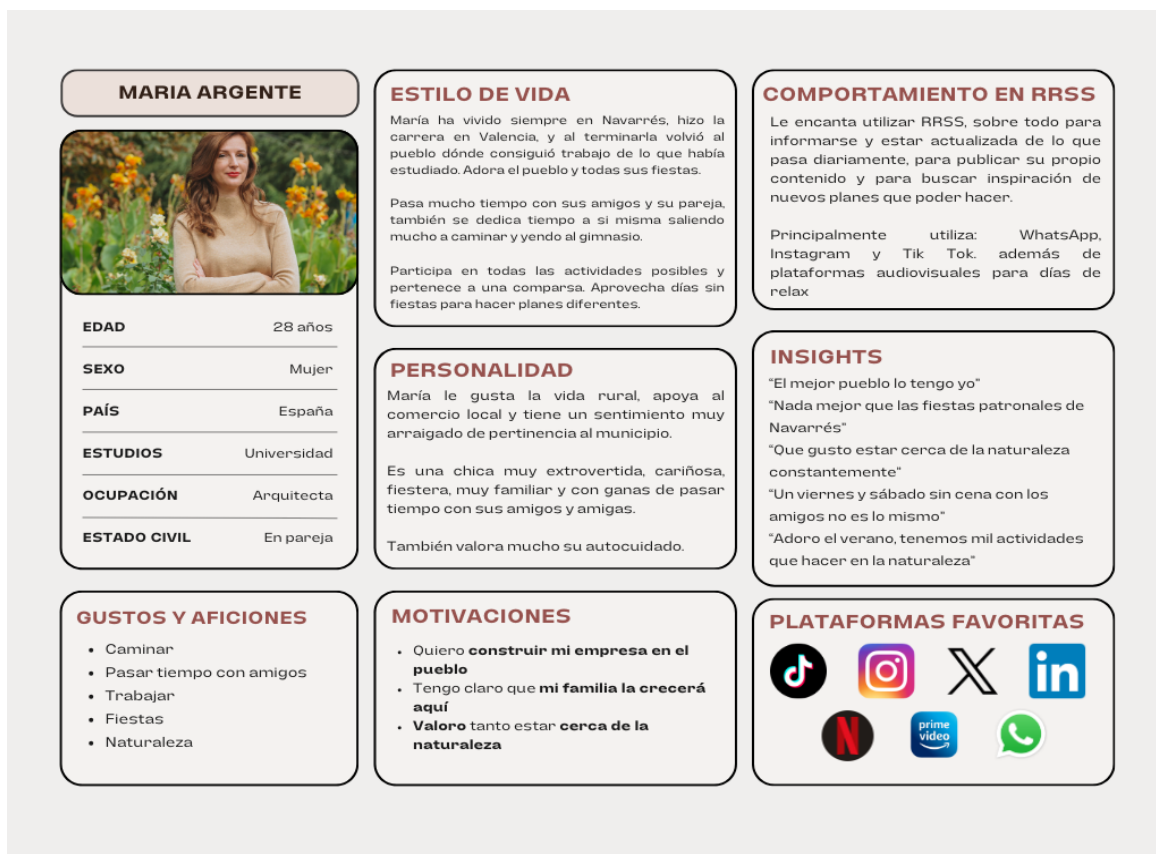 MARIA ARGENTE
EDAD 28 años
SEXO Mujer
PAÍS España
ESTUDIOS Universidad
OCUPACIÓN Arquitecta
ESTADO CIVIL En pareja
GUSTOS Y AFICIONES
• Caminar
• Pasar tiempo con amigos
• Trabajar
• Fiestas
• Naturaleza
ESTILO DE VIDA
María ha vivido siempre en Navarrés, hizo la
carrera en Valencia, y al terminarla volvió al
pueblo dónde consiguió trabajo de lo que había
estudiado. Adora el pueblo y todas sus fiestas.
Pasa mucho tiempo con sus amigos y su pareja,
también se dedica tiempo a si misma saliendo
mucho a caminar y yendo al gimnasio.
Participa en todas las actividades posibles y
pertenece a una comparsa. Aprovecha días sin
fiestas para hacer planes diferentes.
PERSONALIDAD
María le gusta la vida rural, apoya al
comercio local y tiene un sentimiento muy
arraigado de pertinencia al municipio.
Es una chica muy extrovertida, cariñosa,
fiestera, muy familiar y con ganas de pasar
tiempo con sus amigos y amigas.
También valora mucho su autocuidado.
MOTIVACIONES
• Quiero construir mi empresa en el
pueblo
• Tengo claro que mi familia la crecerá
aquí
• Valoro tanto estar cerca de la
naturaleza
COMPORTAMIENTO EN RRSS
Le encanta utilizar RRSS, sobre todo para
informarse y estar actualizada de lo que
pasa diariamente, para publicar su propio
contenido y para buscar inspiración de
nuevos planes que poder hacer.
Principalmente utiliza: WhatsApp,
Instagram y Tik Tok. además de
plataformas audiovisuales para días de
relax
INSIGHTS
"El mejor pueblo lo tengo yo"
"Nada mejor que las fiestas patronales de
Navarrés"
"Que gusto estar cerca de la naturaleza
constantemente"
"Un viernes y sábado sin cena con los
amigos no es lo mismo"
"Adoro el verano, tenemos mil actividades
que hacer en la naturaleza"
PLATAFORMAS FAVORITAS
X
in
N
prime
video